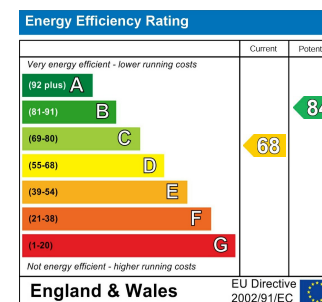 Energy Efficiency Rating
Current
Very energy efficient - lower running costs
(92 plus) A
(81-91) B
(69-80) C
(55-68) D
(39-54) E
(21-38) F
(1-20) G
68
Not energy efficient - higher running costs
England & Wales
EU Directive
2002/91/EC